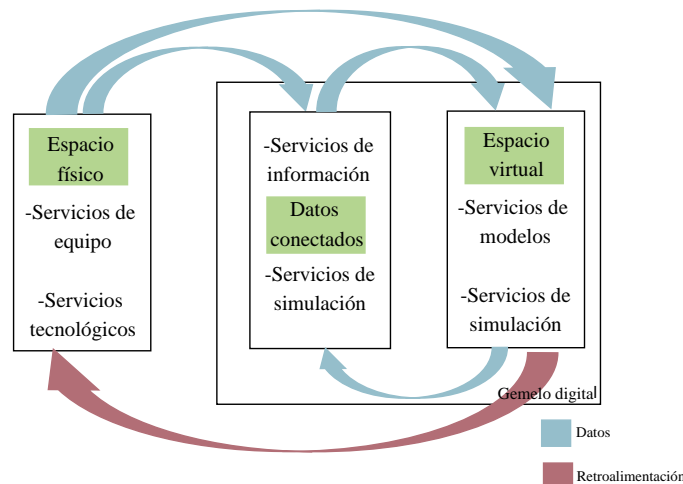 Espacio
físico
-Servicios de
equipo
-Servicios
tecnológicos
-Servicios de
información
Datos
conectados
-Servicios de
simulación
Espacio
virtual
-Servicios de
modelos
-Servicios de
simulación
Gemelo digital
Datos
Retroalimentación